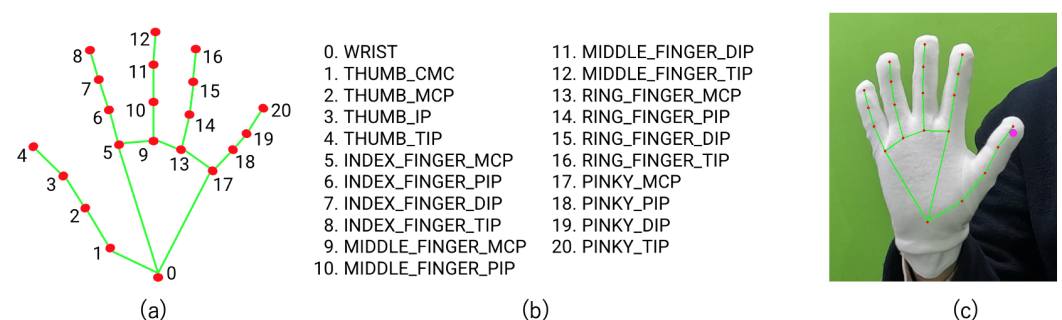 12
16
8
11
15
7
10
20
6
14
19
5
9
13
18
4
17
3
2
1
0
0. WRIST
1. THUMB_CMC
2. THUMB_MCP
3. THUMB_IP
4. THUMB_TIP
5. INDEX_FINGER_MCP
6. INDEX_FINGER_PIP
7. INDEX_FINGER_DIP
8. INDEX_FINGER_TIP
9. MIDDLE_FINGER_MCP
10. MIDDLE_FINGER_PIP
11. MIDDLE_FINGER_DIP
12. MIDDLE_FINGER_TIP
13. RING_FINGER_MCP
14. RING_FINGER_PIP
15. RING_FINGER_DIP
16. RING_FINGER_TIP
17. PINKY_MCP
18. PINKY_PIP
19. PINKY_DIP
20. PINKY_TIP
(a)
(b)
(c)